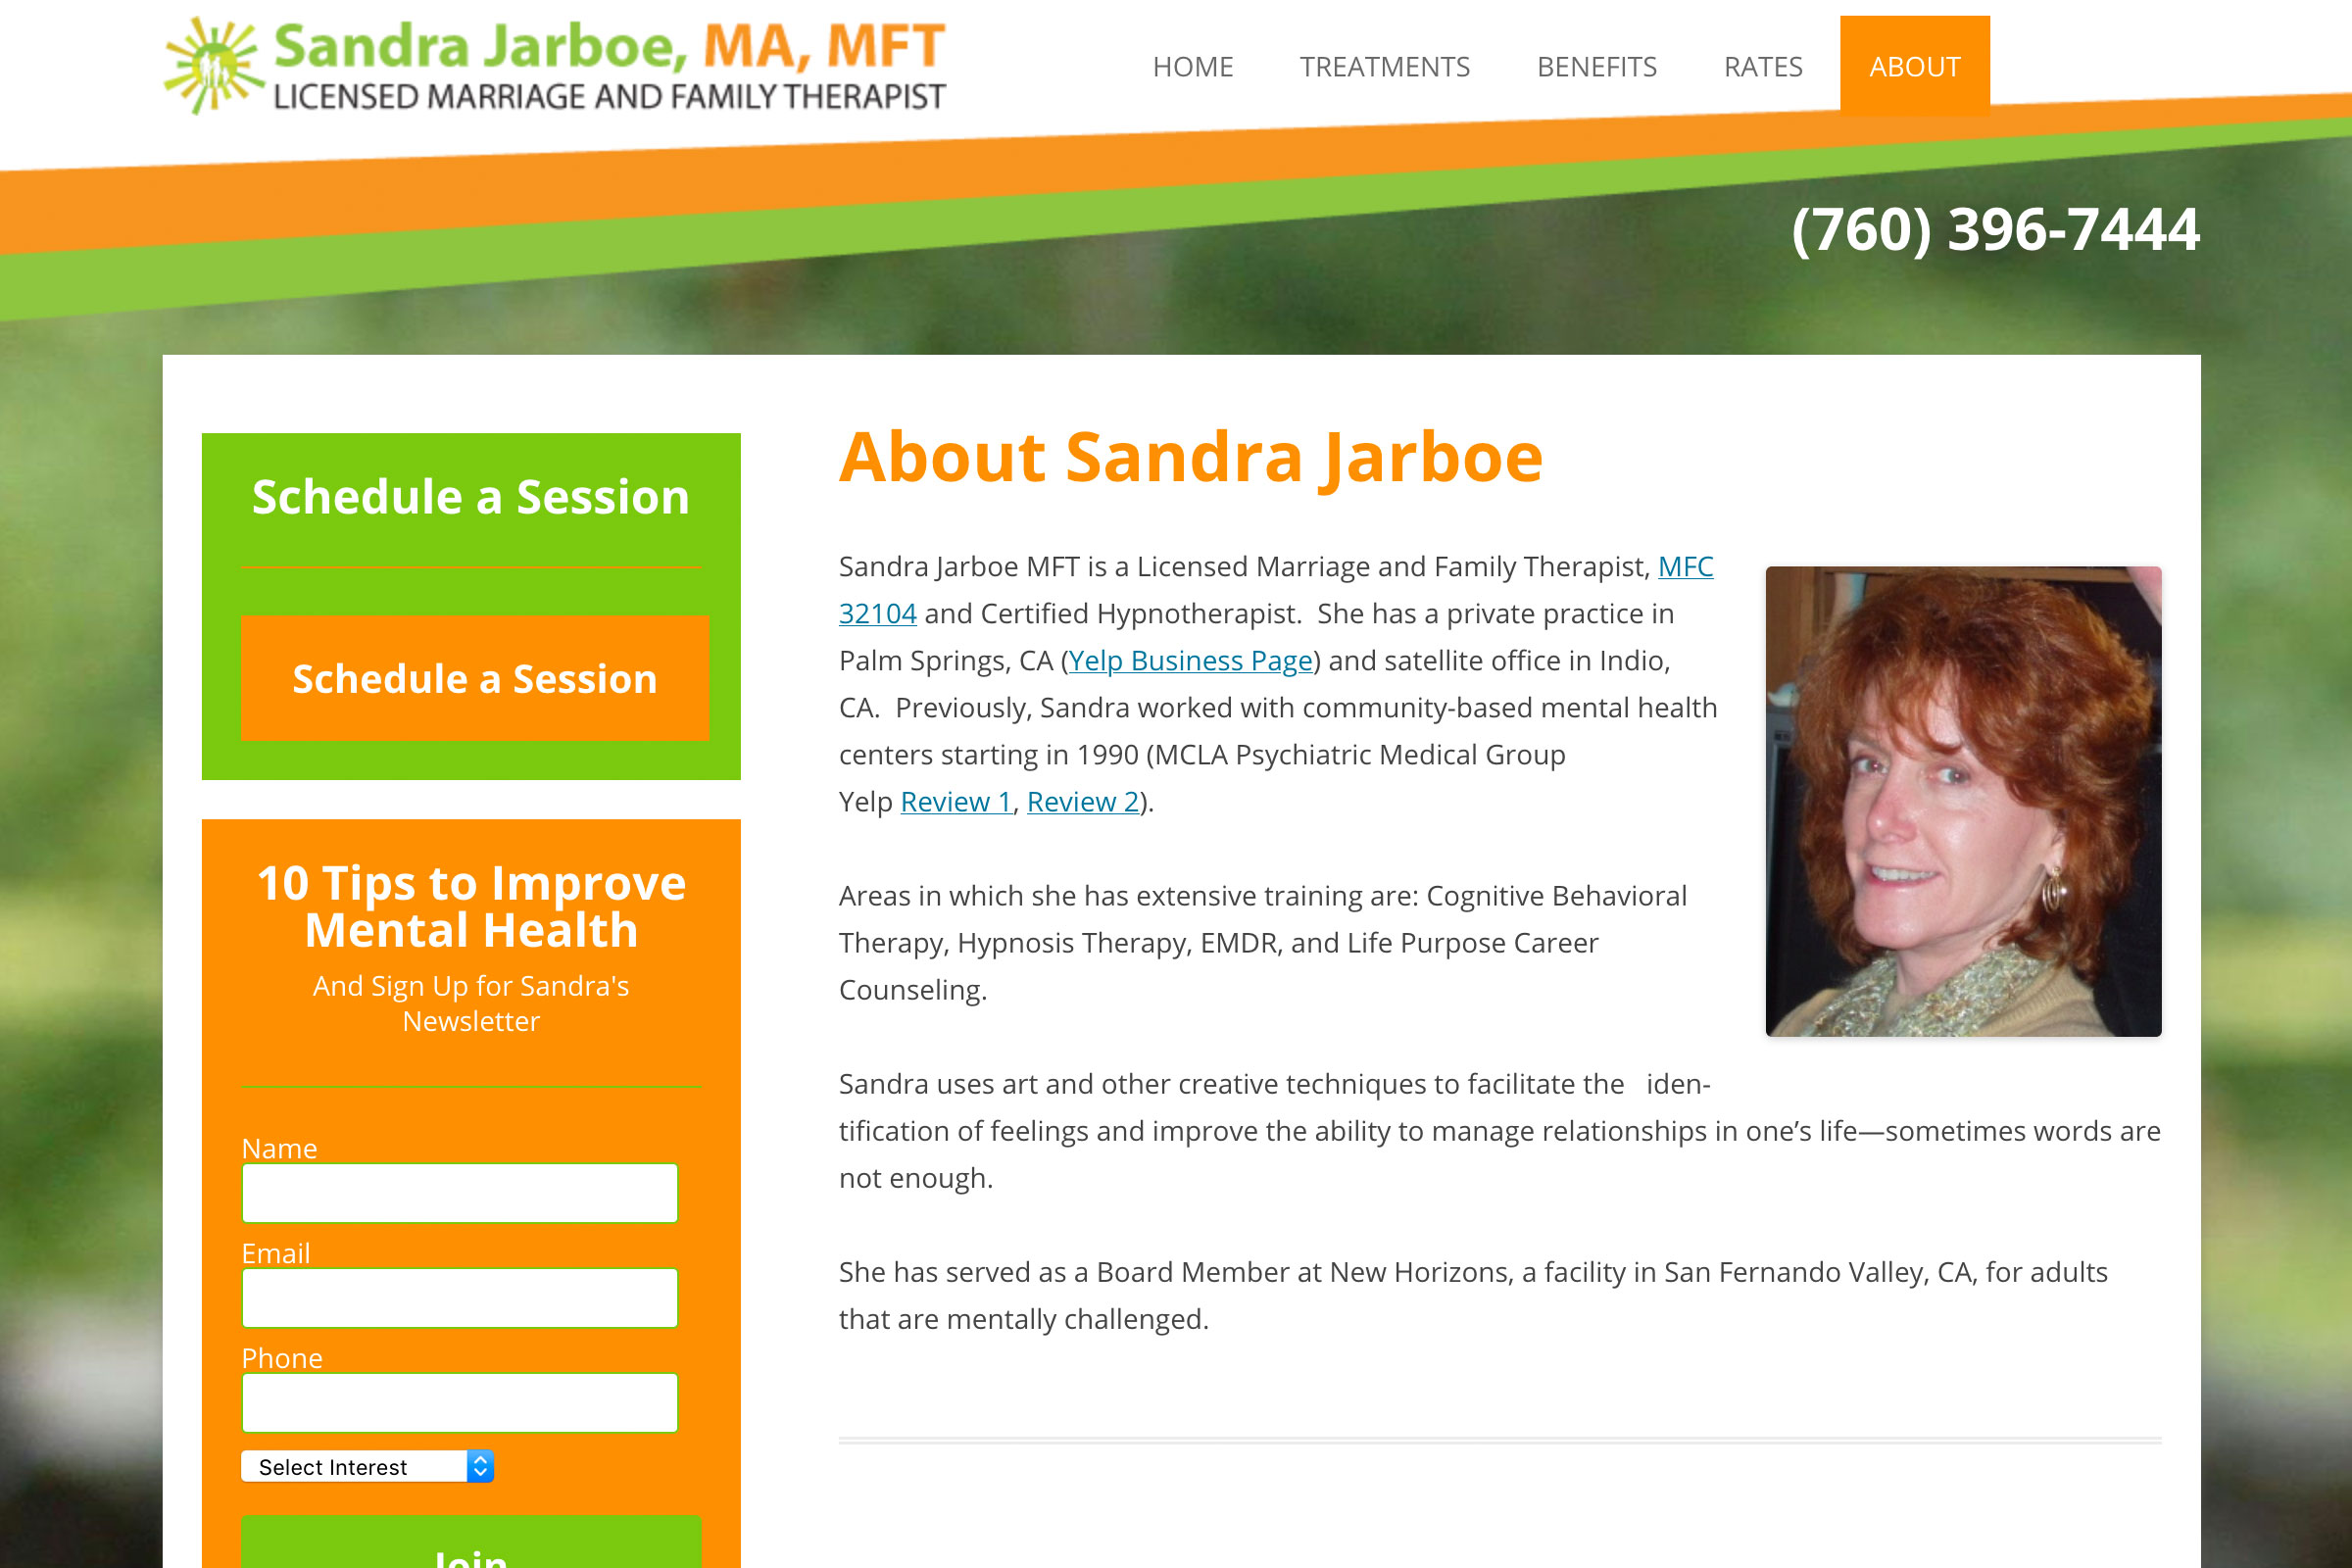 Sandra Jarboe, MA, MFT
LICENSED MARRIAGE AND FAMILY THERAPIST
HOME TREATMENTS BENEFITS RATES ABOUT
(760) 396-7444
Schedule a Session
Schedule a Session
10 Tips to Improve
Mental Health
And Sign Up for Sandra's
Newsletter
Name
Email
Phone
Select Interest
Join
About Sandra Jarboe
Sandra Jarboe MFT is a Licensed Marriage and Family Therapist, MFC
32104 and Certified Hypnotherapist.  She has a private practice in
Palm Springs, CA (Yelp Business Page) and satellite office in Indio,
CA.  Previously, Sandra worked with community-based mental health
centers starting in 1990 (MCLA Psychiatric Medical Group
Yelp Review 1, Review 2).
Areas in which she has extensive training are: Cognitive Behavioral
Therapy, Hypnosis Therapy, EMDR, and Life Purpose Career
Counseling.
Sandra uses art and other creative techniques to facilitate the   iden-
tification of feelings and improve the ability to manage relationships in one’s life—sometimes words are
not enough.
She has served as a Board Member at New Horizons, a facility in San Fernando Valley, CA, for adults
that are mentally challenged.